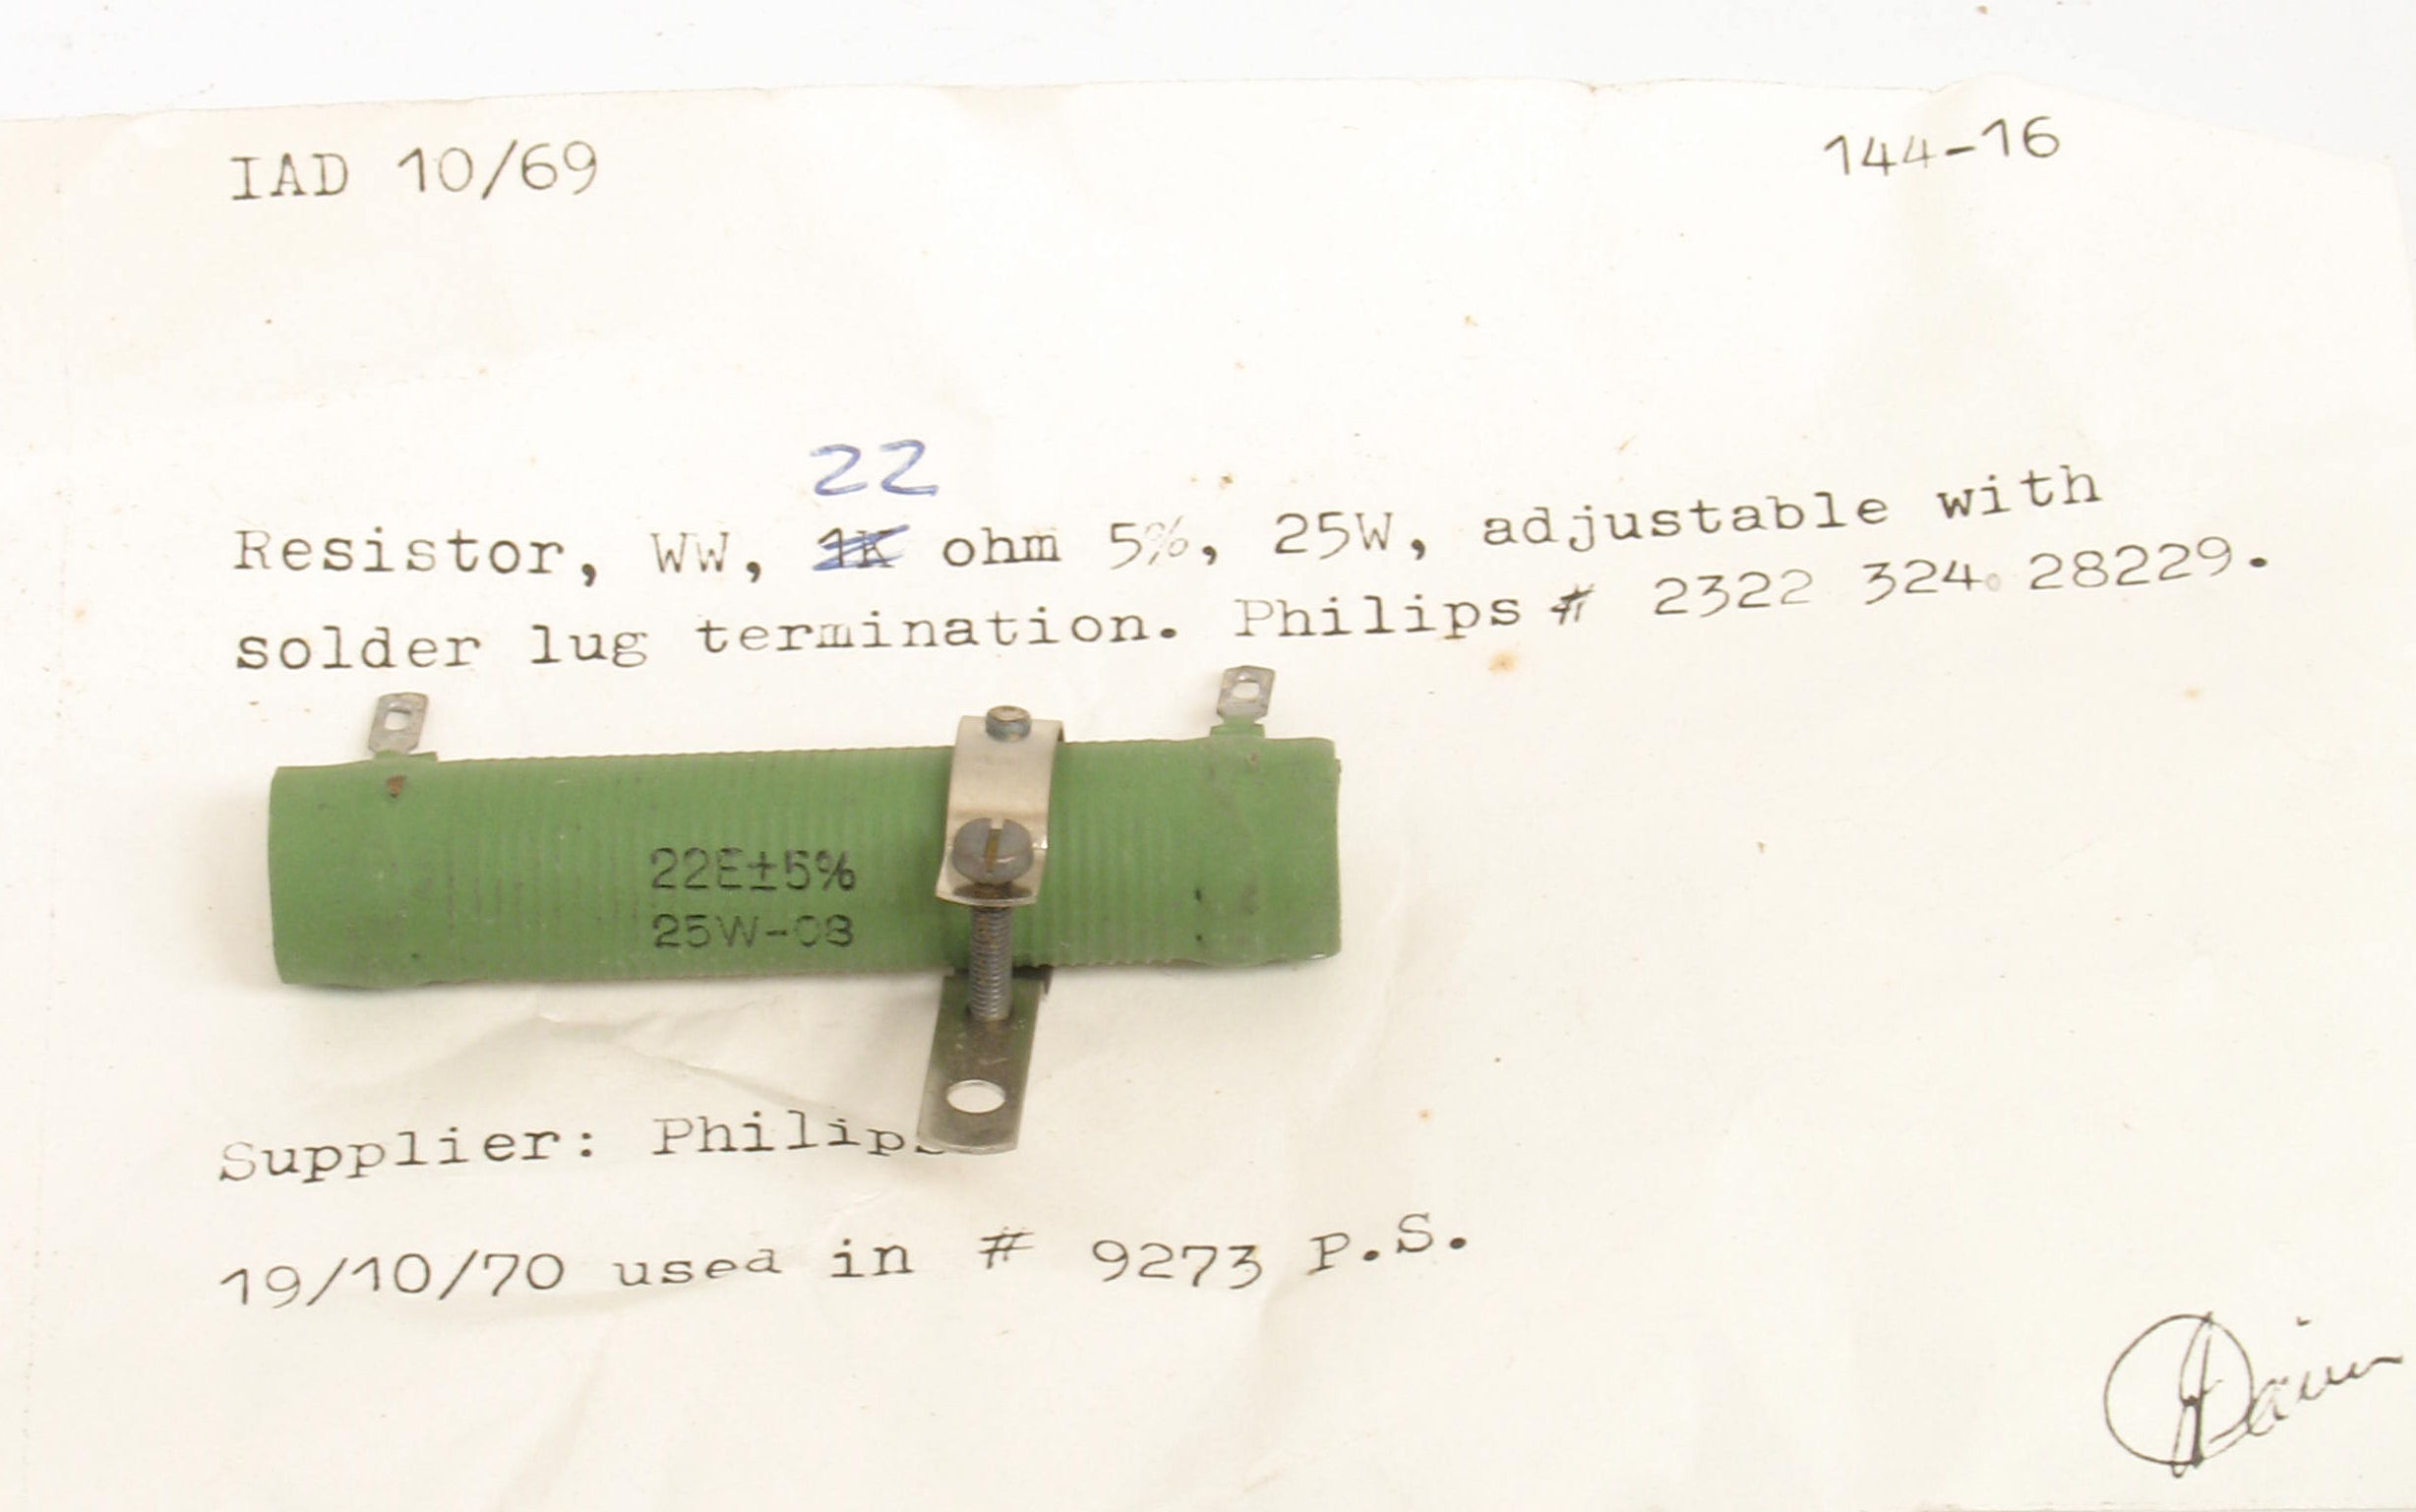 IAD 10/69
144-16
22
Resistor, WW, 1K ohm 5%, 25W, adjustable with
solder lug termination. Philips # 2322 324 28229.
22E±5%
25W-08
Supplier: Philips
19/10/70 used in # 9273 P.S.